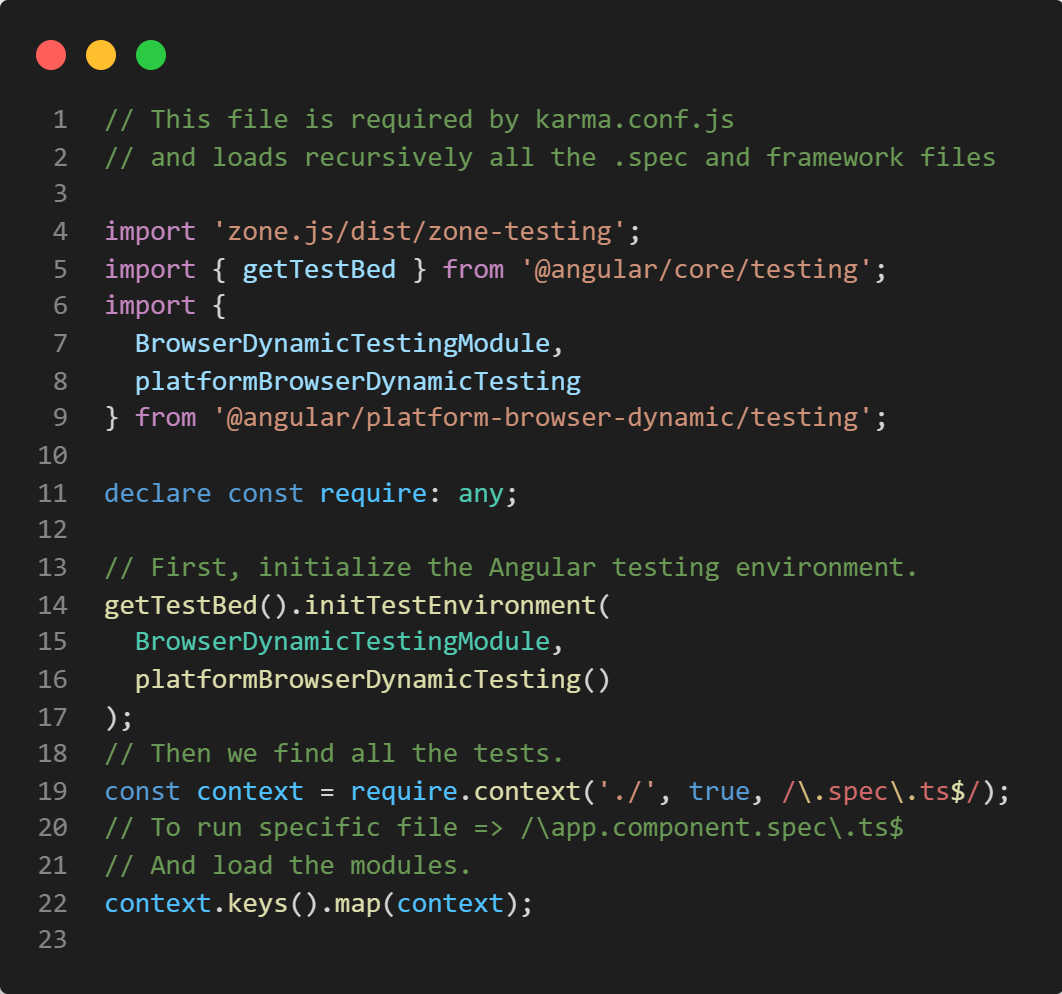 1 // This file is required by karma.conf.js
2 // and loads recursively all the .spec and framework files
3
4 import 'zone.js/dist/zone-testing';
5 import { getTestBed } from '@angular/core/testing';
6 import {
7   BrowserDynamicTestingModule,
8   platformBrowserDynamicTesting
9 } from '@angular/platform-browser-dynamic/testing';
10
11 declare const require: any;
12
13 // First, initialize the Angular testing environment.
14 getTestBed().initTestEnvironment(
15   BrowserDynamicTestingModule,
16   platformBrowserDynamicTesting()
17 );
18 // Then we find all the tests.
19 const context = require.context('./', true, /\.spec\.ts$/);
20 // To run specific file => /\app.component.spec\.ts$
21 // And load the modules.
22 context.keys().map(context);
23